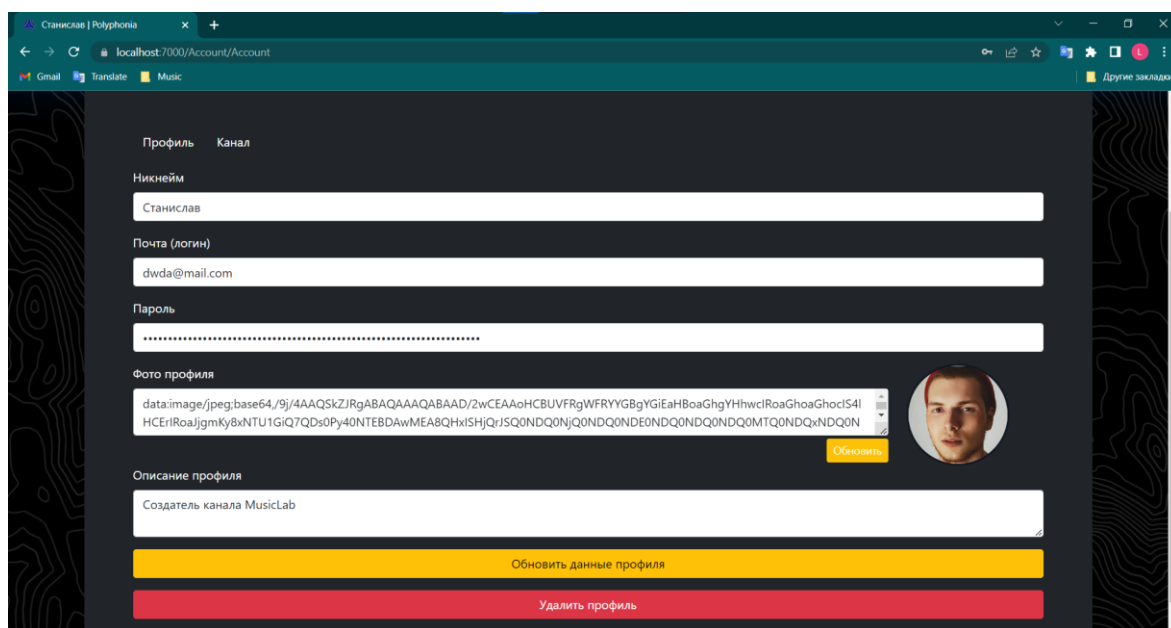 Станислав | Polyphonia
localhost:7000/Account/Account
Gmail Translate Music Другие закладки
L
Профиль Канал
Никнейм
Станислав
Почта (логин)
dwda@mail.com
Пароль
Фото профиля
data:image/jpeg;base64,/9j/4AAQSkZJRgABAQAAAQABAAD/2wCEAAoHCBUVFRgWFRYYGBgYGiEaHBoaGhgYHhwcIRoaGhoaGhocIS4l
HCErIRoaJjgmKy8xNTU1GiQ7QDs0Py40NTEBDAwMEA8QHxISHjQrJSQ0NDQ0NjQ0NDQ0NDE0NDQ0NDQ0NDQ0MTQ0NDQxNDQ0N
Обновить
Описание профиля
Создатель канала MusicLab
Обновить данные профиля
Удалить профиль